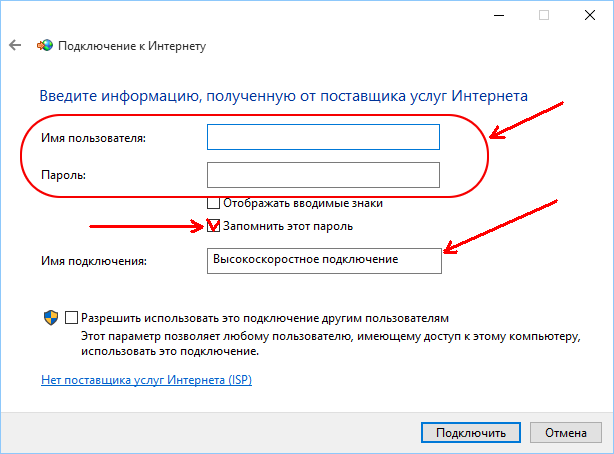 Подключение к Интернету
Введите информацию, полученную от поставщика услуг Интернета
Имя пользователя:
Пароль:
Отображать вводимые знаки
Запомнить этот пароль
Имя подключения: Высокоскоростное подключение
Разрешить использовать это подключение другим пользователям
Этот параметр позволяет любому пользователю, имеющему доступ к этому компьютеру,
использовать это подключение.
Нет поставщика услуг Интернета (ISP)
Подключить Отмена